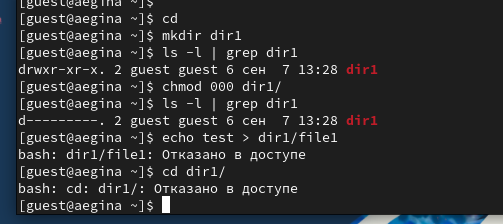 [guest@aegina ~]$
[guest@aegina ~]$ cd
[guest@aegina ~]$ mkdir dir1
[guest@aegina ~]$ ls -l | grep dir1
drwxr-xr-x. 2 guest guest 6 сен  7 13:28 dir1
[guest@aegina ~]$ chmod 000 dir1/
[guest@aegina ~]$ ls -l | grep dir1
d---------. 2 guest guest 6 сен  7 13:28 dir1
[guest@aegina ~]$ echo test > dir1/file1
bash: dir1/file1: Отказано в доступе
[guest@aegina ~]$ cd dir1/
bash: cd: dir1/: Отказано в доступе
[guest@aegina ~]$